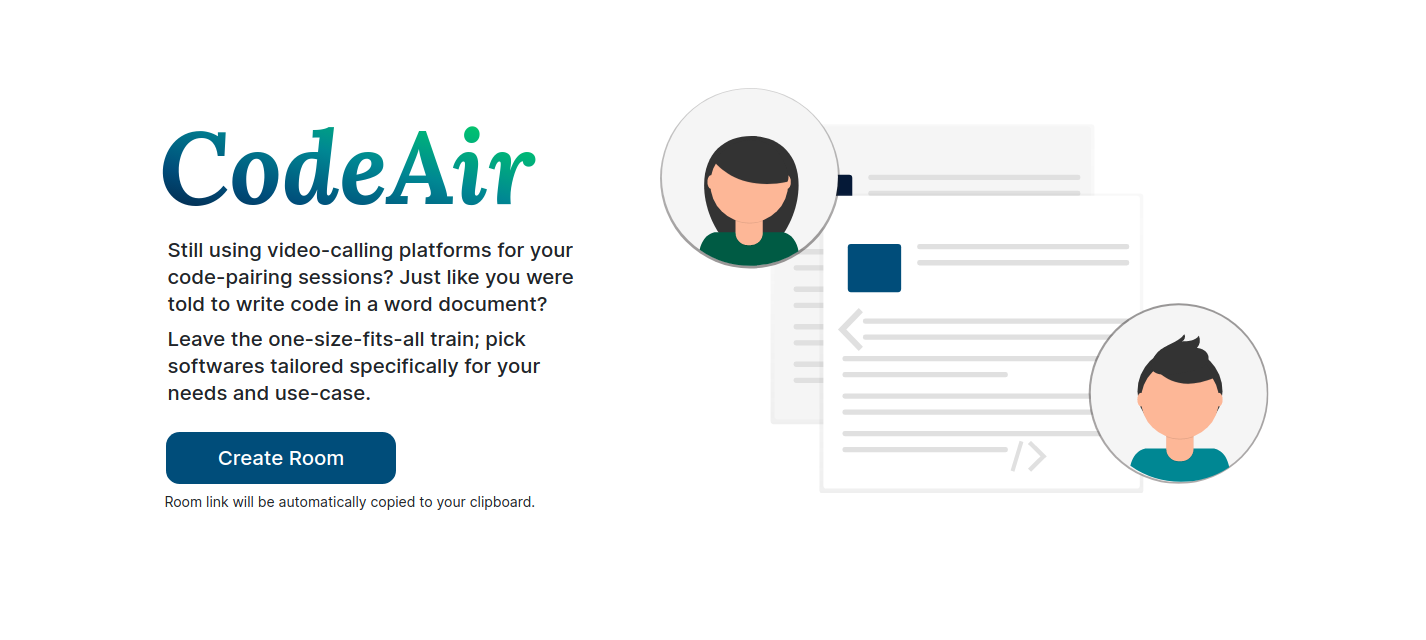 CodeAir
Still using video-calling platforms for your
code-pairing sessions? Just like you were
told to write code in a word document?
Leave the one-size-fits-all train; pick
softwares tailored specifically for your
needs and use-case.
Create Room
Room link will be automatically copied to your clipboard.